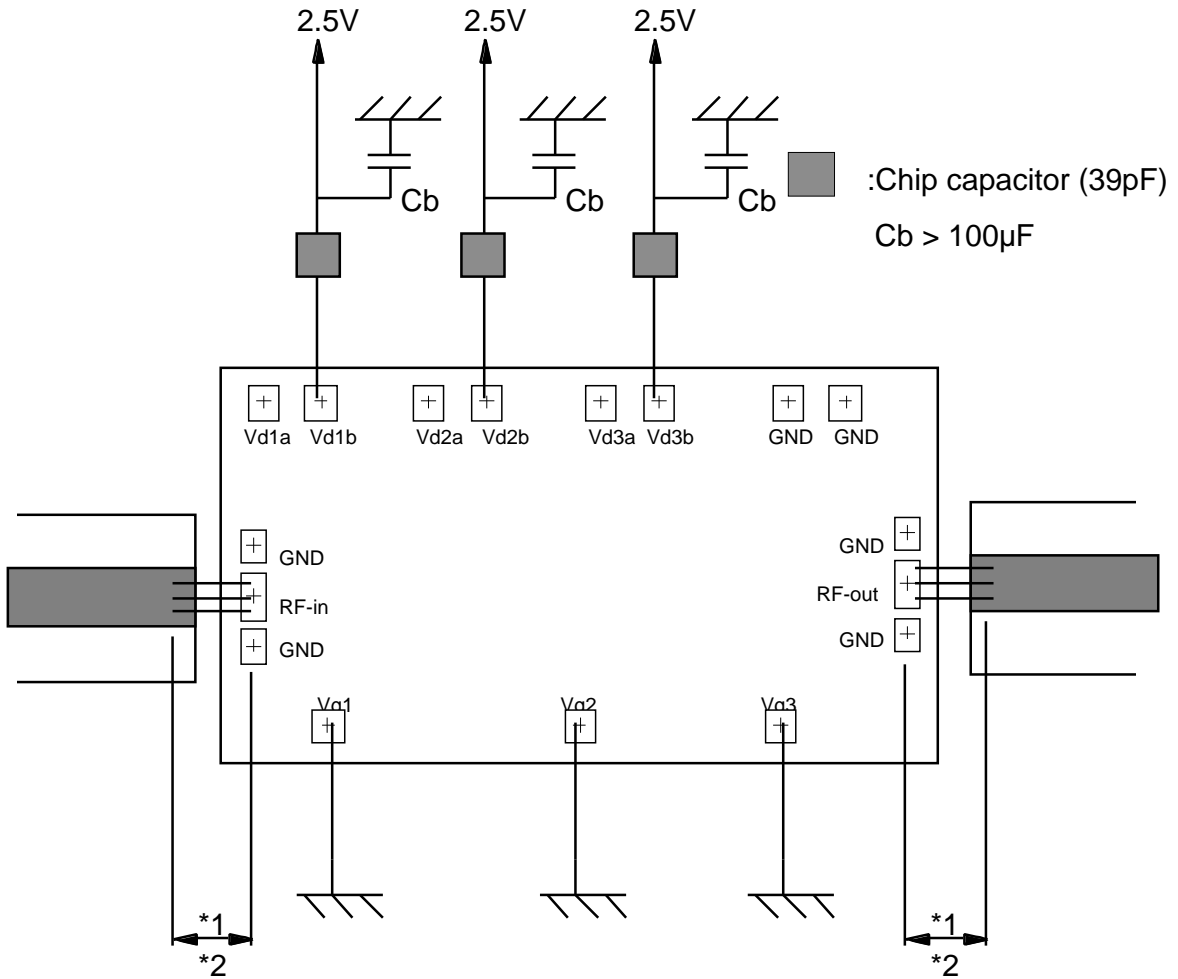 2.5V 2.5V 2.5V
Cb Cb Cb
:Chip capacitor (39pF)
Cb > 100µF
Vd1a Vd1b Vd2a Vd2b Vd3a Vd3b GND GND
GND
RF-in
GND
GND
RF-out
GND
Vg1 Vg2 Vg3
*1 *1
*2 *2